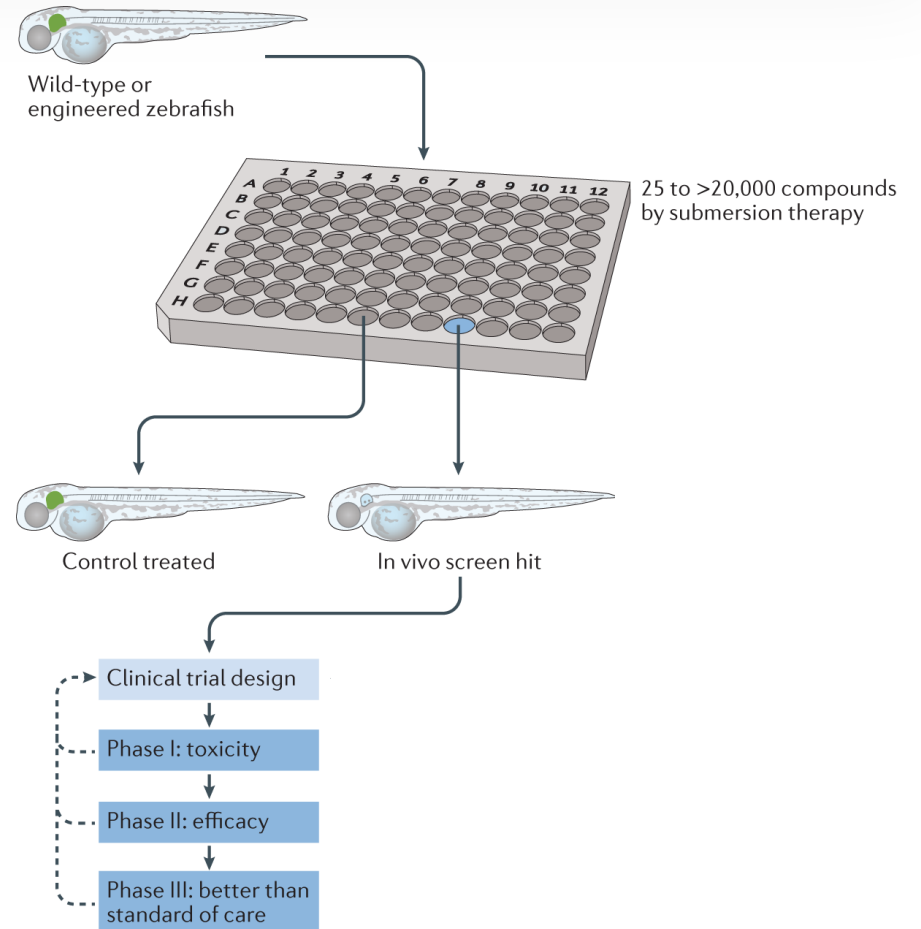 Wild-type or
engineered zebrafish
1 2 3 4 5 6 7 8 9 10 11 12
A
B
C
D
E
F
G
H
25 to >20,000 compounds
by submersion therapy
Control treated
In vivo screen hit
Clinical trial design
Phase I: toxicity
Phase II: efficacy
Phase III: better than
standard of care